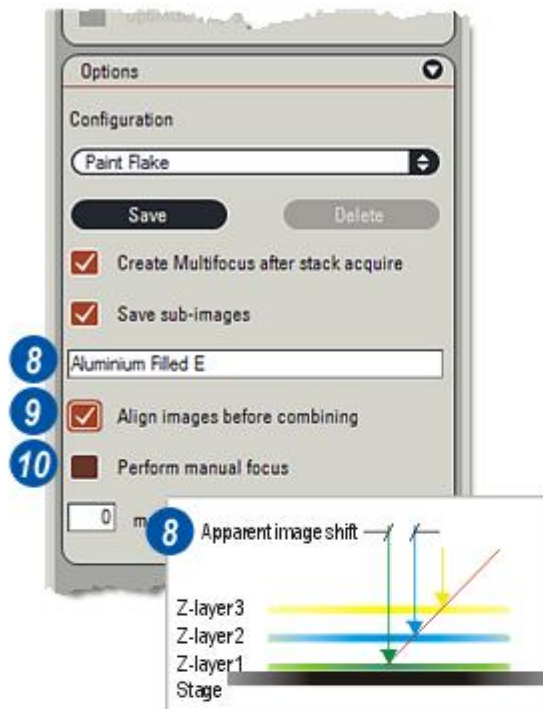 Options
Configuration
Paint Flake
Save Delete
Create Multifocus after stack acquire
Save sub-images
8
Aluminium Filled E
9 Align images before combining
10 Perform manual focus
0
8 Apparent image shift
Z-layer3
Z-layer2
Z-layer1
Stage